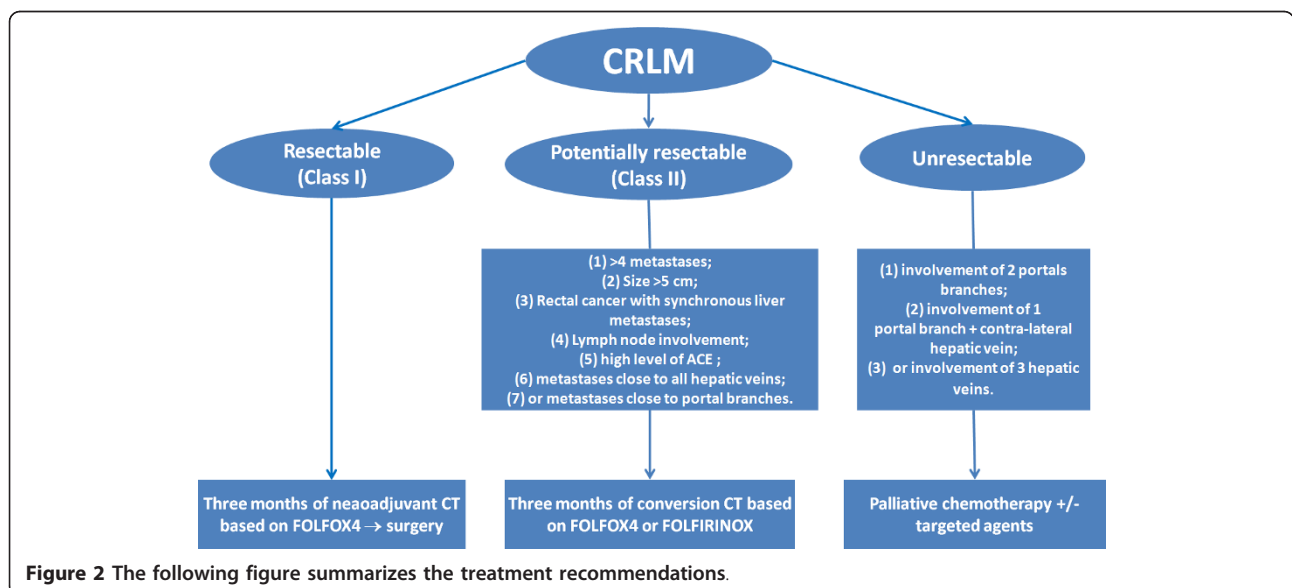 CRLM
Resectable
(Class I)
Potentially resectable
(Class II)
Unresectable
(1) >4 metastases;
(2) Size >5 cm;
(3) Rectal cancer with synchronous liver
metastases;
(4) Lymph node involvement;
(5) high level of ACE ;
(6) metastases close to all hepatic veins;
(7) or metastases close to portal branches.
(1) involvement of 2 portals
branches;
(2) involvement of 1
portal branch + contra-lateral
hepatic vein;
(3) or involvement of 3 hepatic
veins.
Three months of neaoadjuvant CT
based on FOLFOX4 → surgery
Three months of conversion CT based
on FOLFOX4 or FOLFIRINOX
Palliative chemotherapy +/-
targeted agents
Figure 2 The following figure summarizes the treatment recommendations.